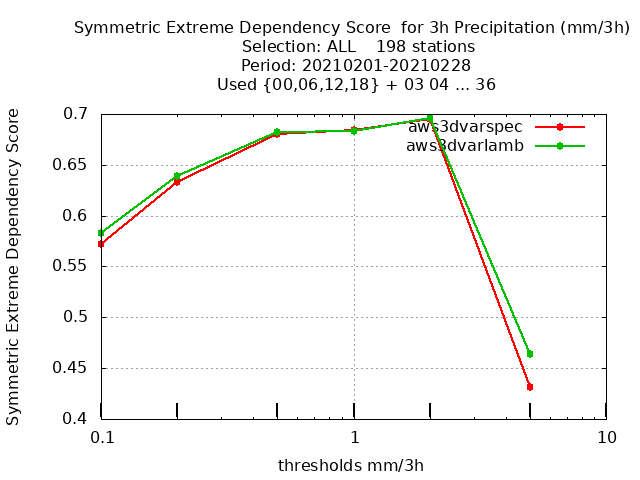 Symmetric Extreme Dependency Score  for 3h Precipitation (mm/3h)
Selection: ALL    198 stations
Period: 20210201-20210228
Used {00,06,12,18} + 03 04 ... 36
Symmetric Extreme Dependency Score
0.7
0.65
0.6
0.55
0.5
0.45
0.4
aws3dvarspec
aws3dvarlamb
0.1
1
10
thresholds mm/3h